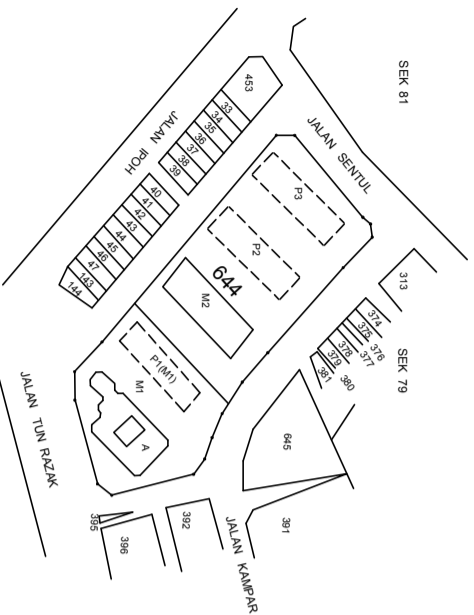 SEK 81
453
33
34
35
36
37
38
39
JALAN IPOH
40
41
42
43
44
45
46
47
143
144
JALAN SENTUL
P3
P2
644
M2
P1(M1)
M1
A
313
374
375
376
377
378
379
380
381
SEK 79
645
391
392
395
396
JALAN KAMPAR
JALAN TUN RAZAK